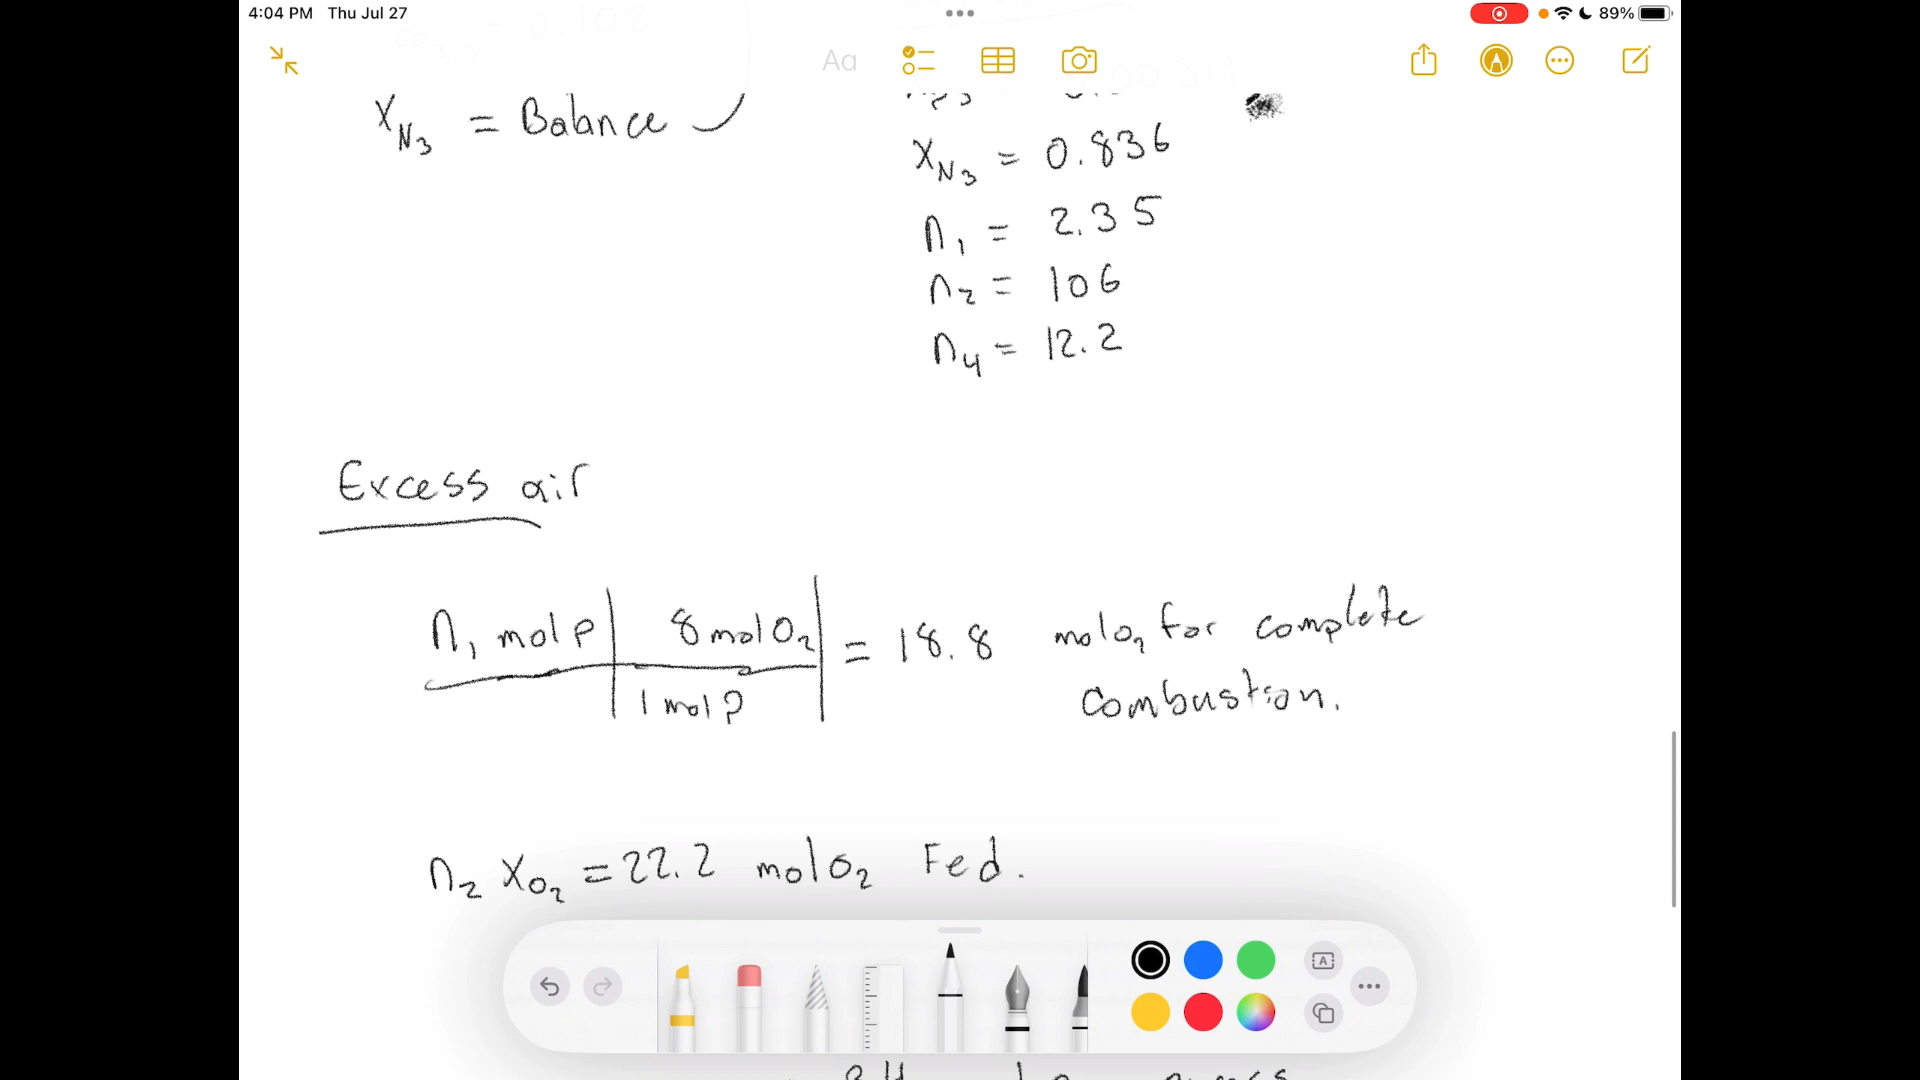 4:04 PM Thu Jul 27
89%
Aa
X_N3 = Balance
X_N3 = 0.836
n1 = 2.35
n2 = 106
n4 = 12.2
Excess air
n1 mol P | 8 mol O2 | = 18.8 mol O2 for complete
1 mol P combustion.
n2 X_O2 = 22.2 mol O2 Fed.
A